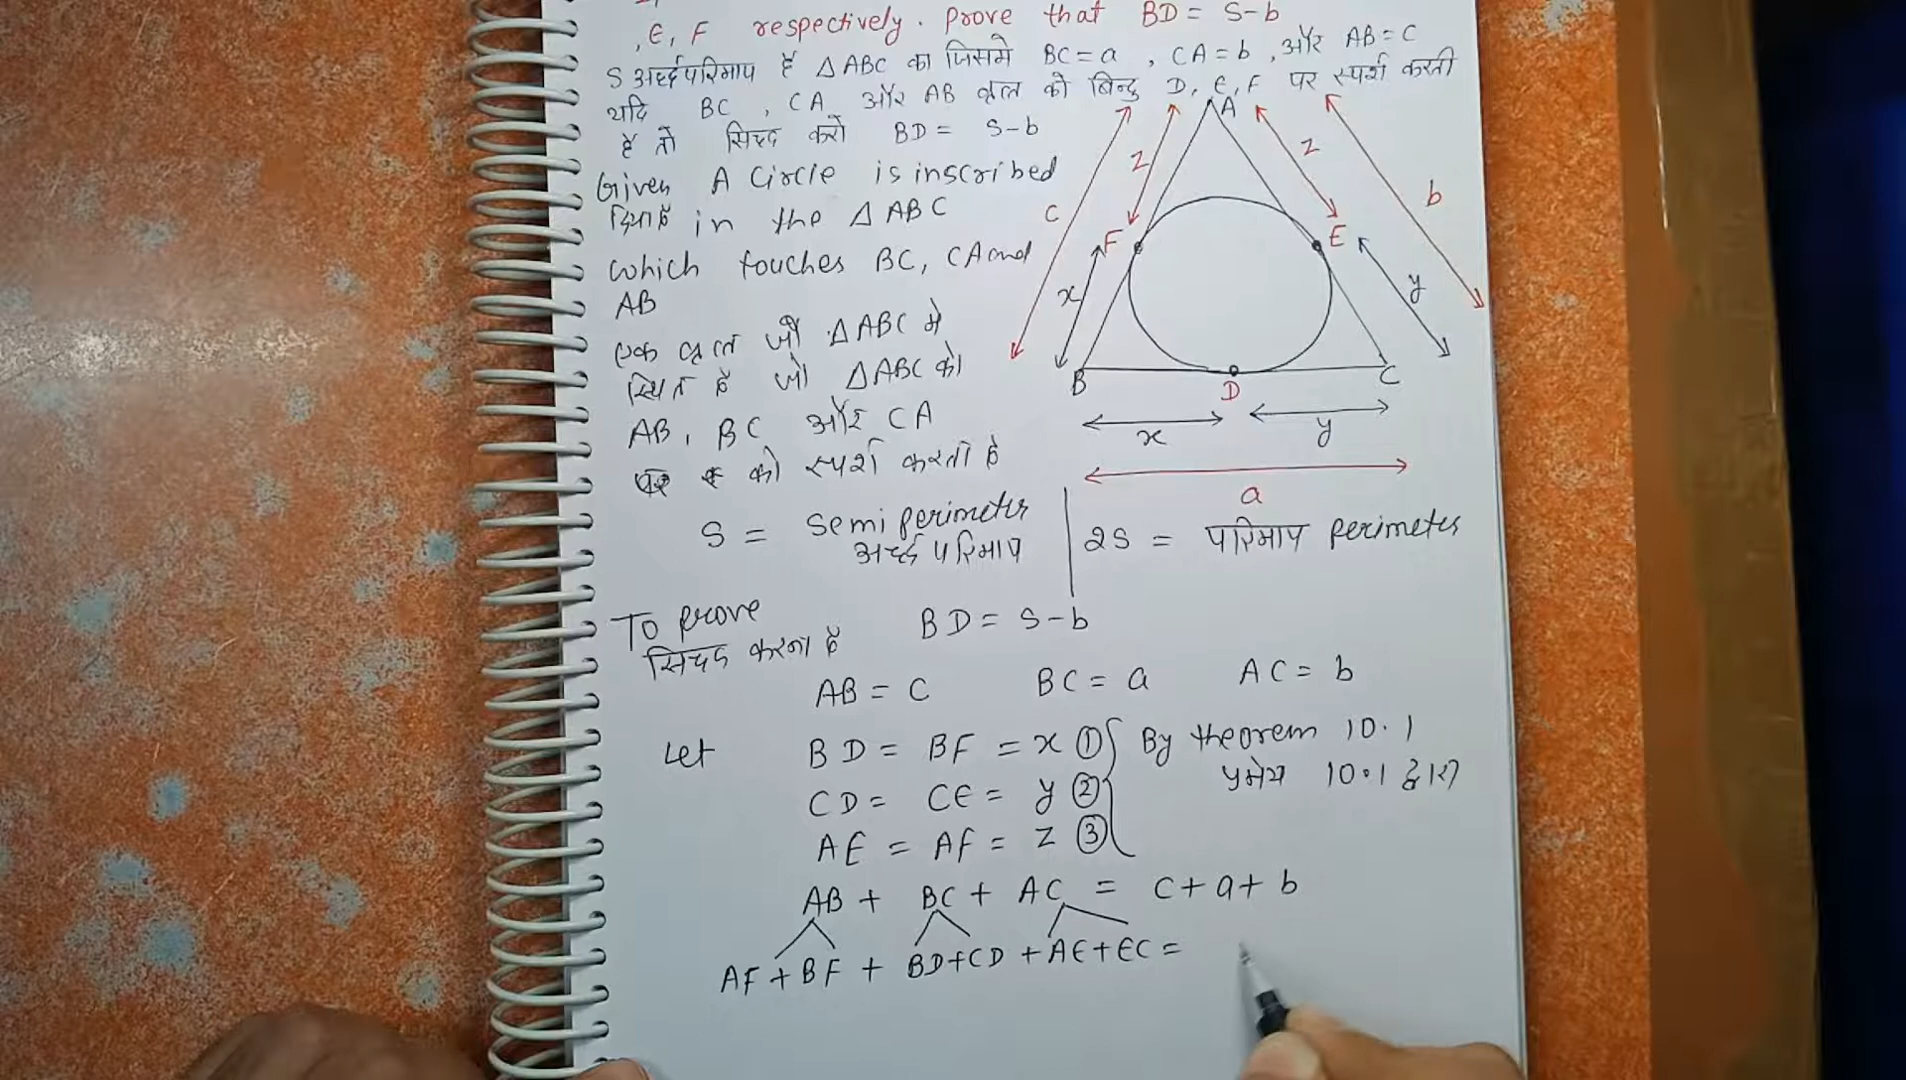 , E, F respectively. Prove that BD = S-b
S अर्द्धपरिमाप है △ABC का जिसमे BC = a , CA = b , और AB = C
यदि BC , CA और AB वृत्त को बिन्दु D, E, F पर स्पर्श करती
है तो सिध्द करो BD = S-b
Given A Circle is inscribed
दिया है in the △ABC
which touches BC, CA and
AB
एक वृत्त जो △ABC मे
स्थित है जो △ABC को
AB, BC और CA
को स्पर्श करता है
S = Semi perimeter
अर्द्ध परिमाप
2S = परिमाप perimeter
A
z
z
c
b
F
E
x
y
B
D
C
x
y
a
To prove BD = S-b
सिध्द करना है
AB = C BC = a AC = b
Let BD = BF = x ① By theorem 10.1
प्रमेय 10.1 द्वारा
CD = CE = y ②
AE = AF = z ③
AB + BC + AC = C + a + b
AF + BF + BD + CD + AE + EC =